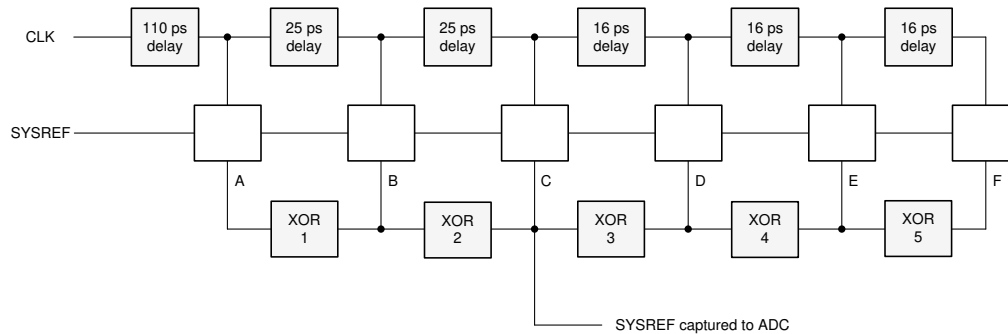 CLK
110 ps
delay
25 ps
delay
25 ps
delay
16 ps
delay
16 ps
delay
16 ps
delay
SYSREF
A
B
C
D
E
F
XOR
1
XOR
2
XOR
3
XOR
4
XOR
5
SYSREF captured to ADC